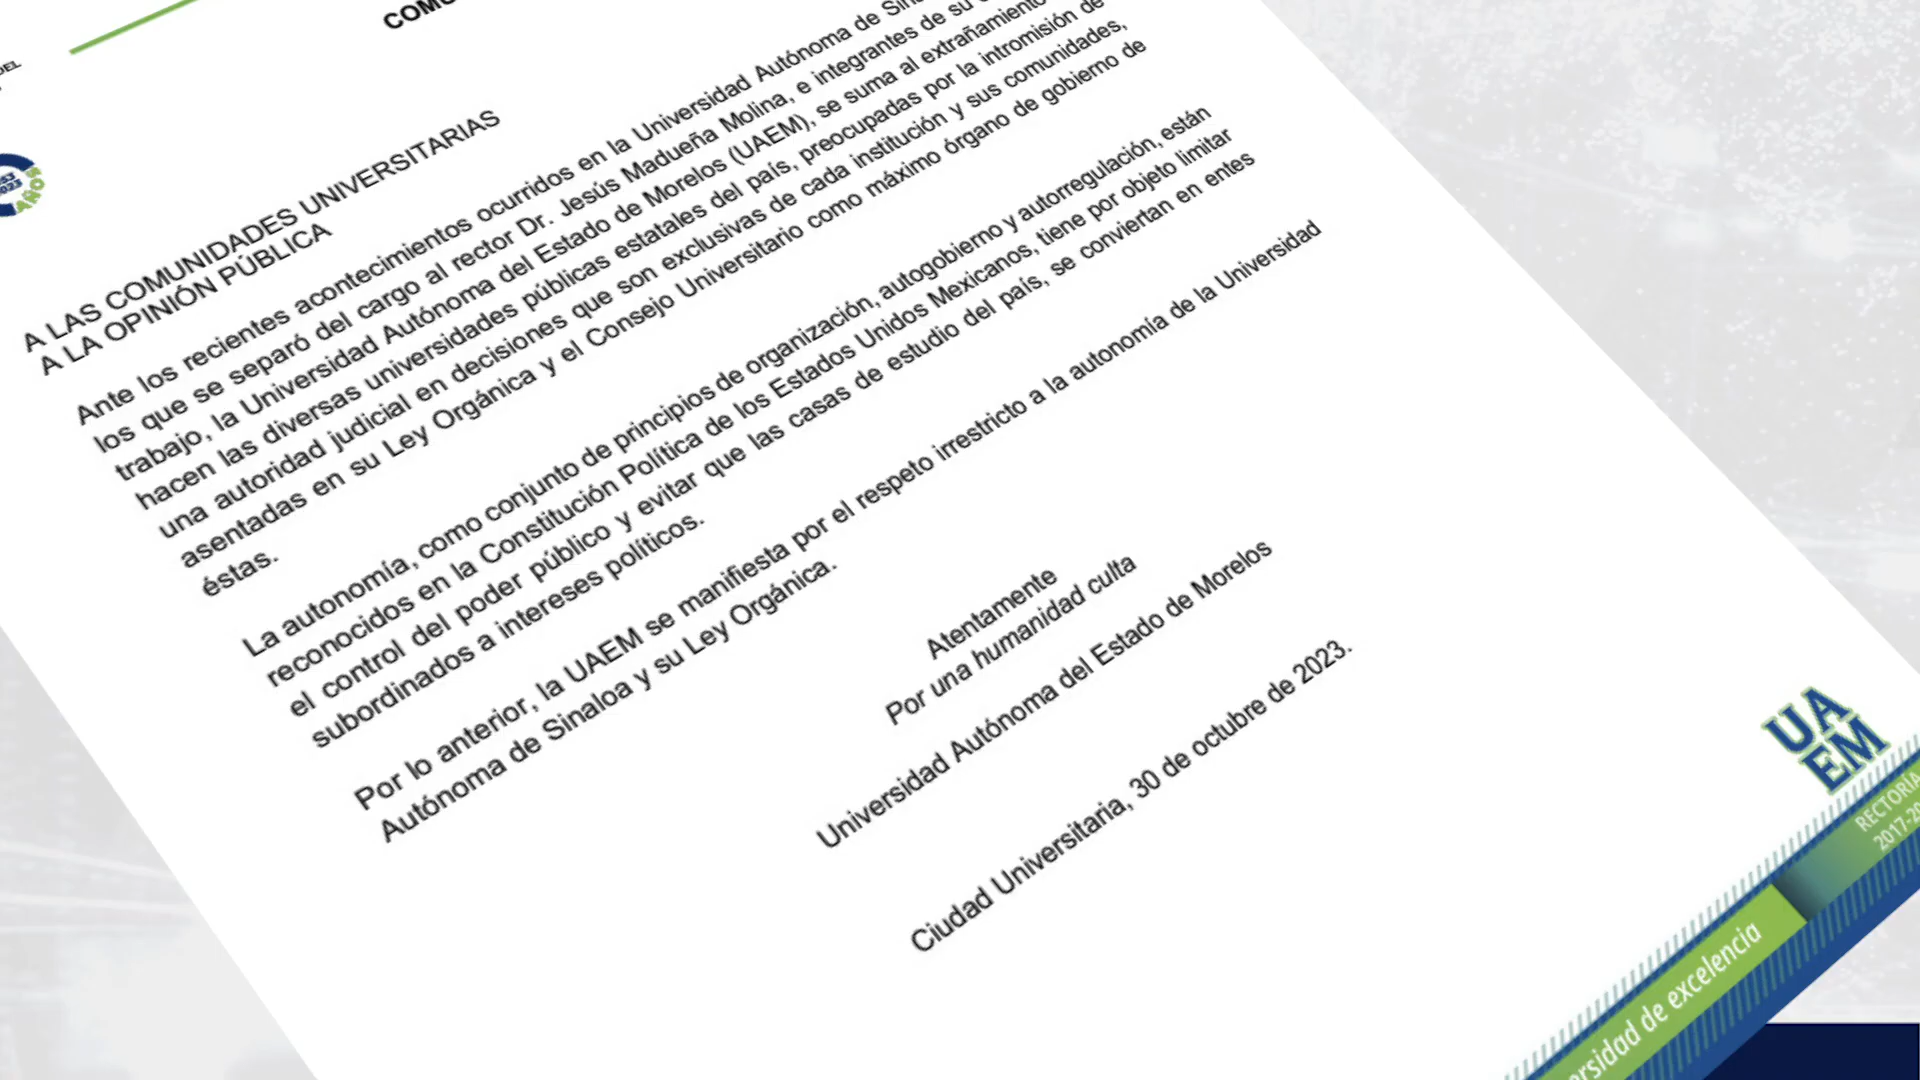 DEL
A LAS COMUNIDADES UNIVERSITARIAS
A LA OPINIÓN PÚBLICA
Ante los recientes acontecimientos ocurridos en la Universidad Autónoma de
los que se separó del cargo al rector Dr. Jesús Madueña Molina, e integrantes de su
trabajo, la Universidad Autónoma del Estado de Morelos (UAEM), se suma al extrañamiento
hacen las diversas universidades públicas estatales del país, preocupadas por la intromisión de
una autoridad judicial en decisiones que son exclusivas de cada institución y sus comunidades,
asentadas en su Ley Orgánica y el Consejo Universitario como máximo órgano de gobierno de
éstas.
La autonomía, como conjunto de principios de organización, autogobierno y autorregulación, están
reconocidos en la Constitución Política de los Estados Unidos Mexicanos, tiene por objeto limitar
el control del poder público y evitar que las casas de estudio del país, se conviertan en entes
subordinados a intereses políticos.
Por lo anterior, la UAEM se manifiesta por el respeto irrestricto a la autonomía de la Universidad
Autónoma de Sinaloa y su Ley Orgánica.
Atentamente
Por una humanidad culta
Universidad Autónoma del Estado de Morelos
Ciudad Universitaria, 30 de octubre de 2023.
UA
EM
RECTORÍA
2017-20
ersidad de excelencia